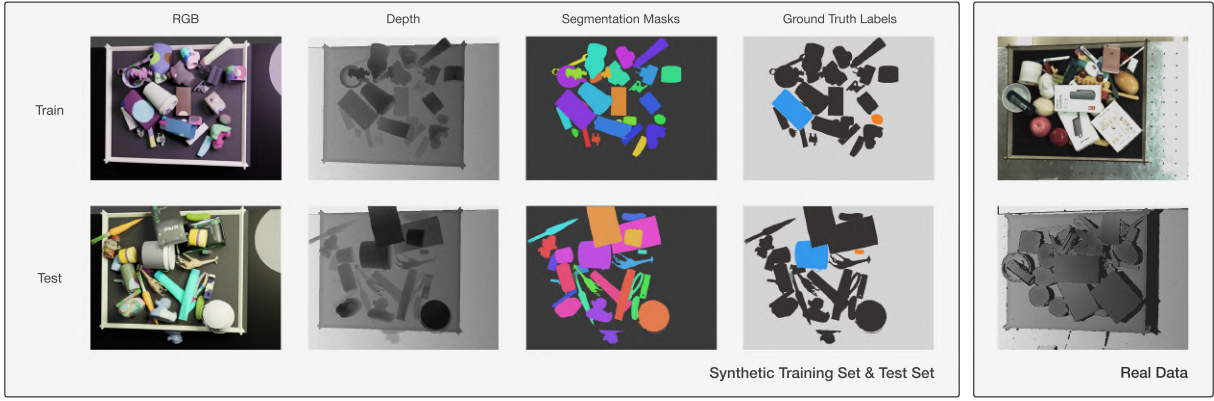 RGB
Depth
Segmentation Masks
Ground Truth Labels
Train
Test
Synthetic Training Set & Test Set
Real Data